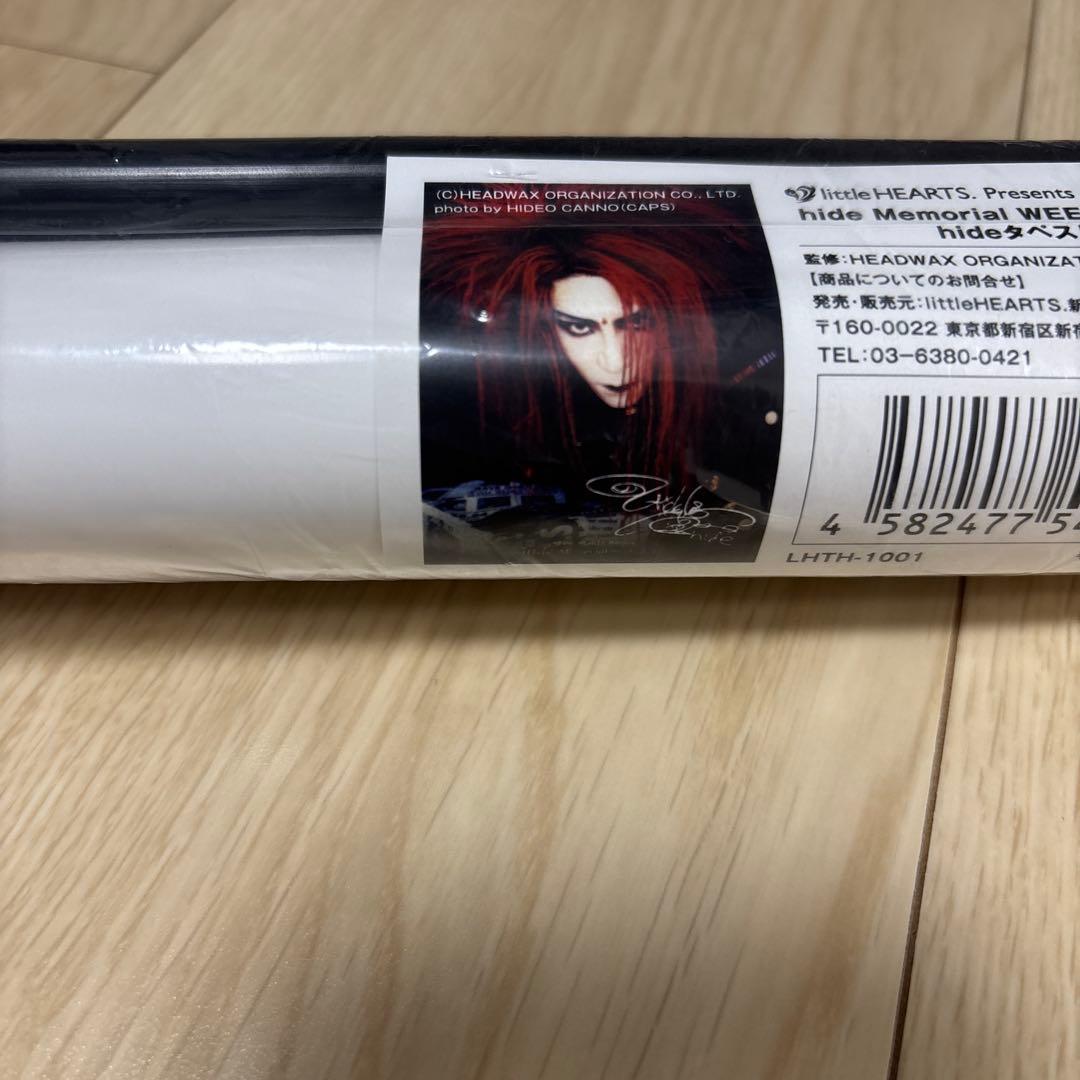 (C)HEADWAX ORGANIZATION CO., LTD.
photo by HIDEO CANNO(CAPS)
littleHEARTS. Presents
hide Memorial WEE
hideタペス
監修:HEADWAX ORGANIZAT
【商品についてのお問合せ】
発売・販売元:littleHEARTS.新
〒160-0022 東京都新宿区新宿
TEL:03-6380-0421
4 582477 54
LHTH-1001